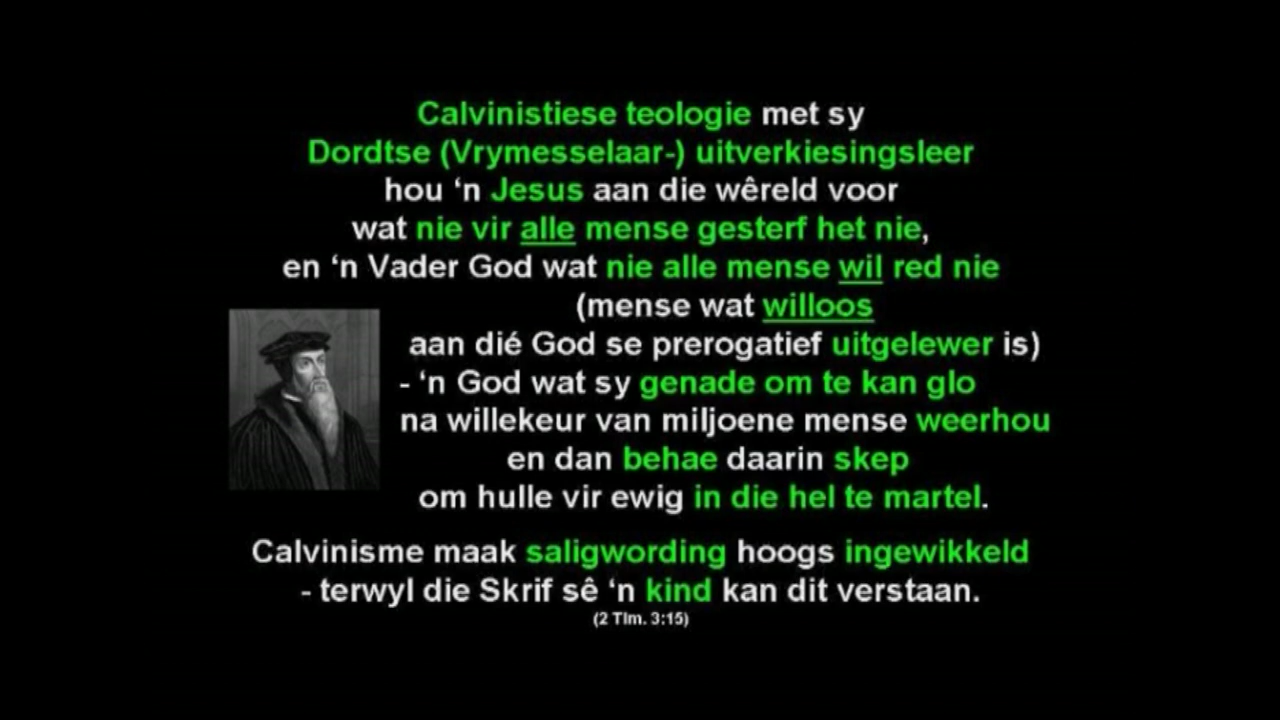 Calvinistiese teologie met sy
Dordtse (Vrymesselaar-) uitverkiesingsleer
hou ‘n Jesus aan die wêreld voor
wat nie vir alle mense gesterf het nie,
en ‘n Vader God wat nie alle mense wil red nie
(mense wat willoos
aan dié God se prerogatief uitgelewer is)
- ‘n God wat sy genade om te kan glo
na willekeur van miljoene mense weerhou
en dan behae daarin skep
om hulle vir ewig in die hel te martel.
Calvinisme maak saligwording hoogs ingewikkeld
- terwyl die Skrif sê ‘n kind kan dit verstaan.
(2 Tim. 3:15)